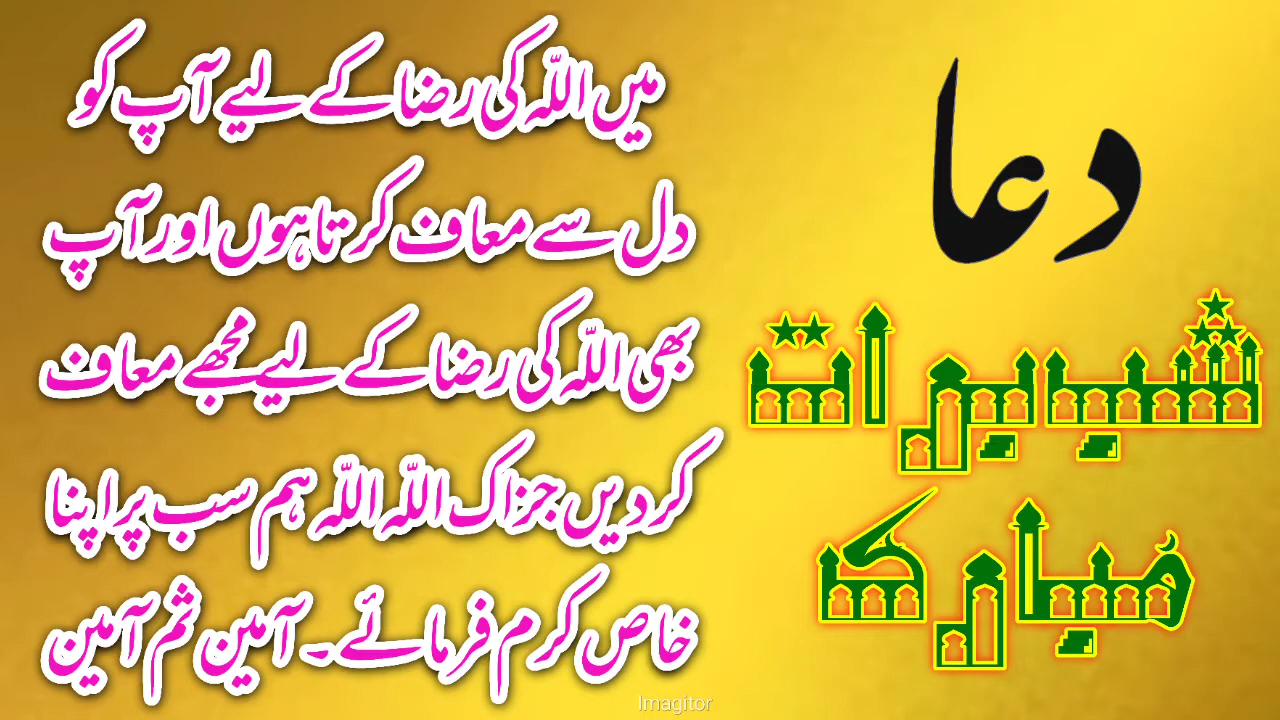 دعا
شب برات
مبارک
میں اللہ کی رضا کے لیے آپ کو
دل سے معاف کرتا ہوں اور آپ
بھی اللہ کی رضا کے لیے مجھے معاف
کردیں جزاک اللہ اللہ ہم سب پر اپنا
خاص کرم فرمائے۔ آمین ثم آمین
Imagitor